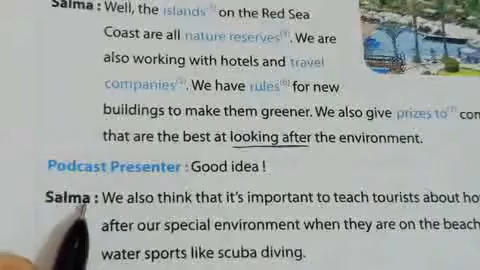 Salma: Well, the islands on the Red Sea
Coast are all nature reserves. We are
also working with hotels and travel
companies. We have rules(6) for new
buildings to make them greener. We also give prizes to(7) com
that are the best at looking after the environment.
Podcast Presenter : Good idea !
Salma : We also think that it's important to teach tourists about ho
after our special environment when they are on the beach
water sports like scuba diving.